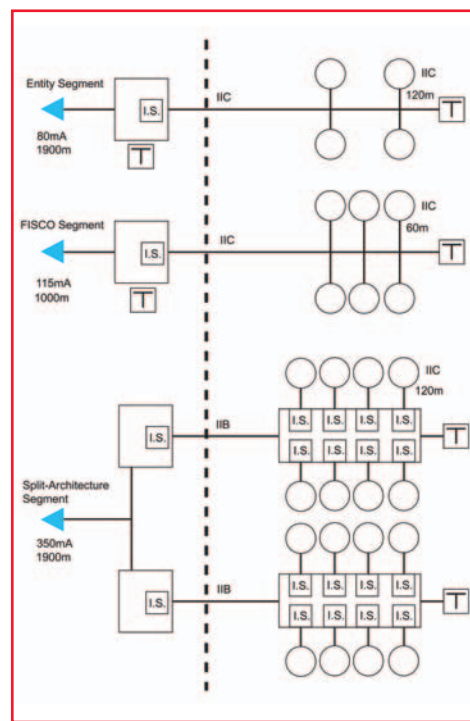 Entity Segment
I.S.
IIC
IIC
120m
T
80mA
1900m
T
FISCO Segment
I.S.
IIC
IIC
60m
T
115mA
1000m
T
IIC
120m
I.S.
IIB
I.S. I.S. I.S. I.S.
I.S. I.S. I.S. I.S.
T
Split-Architecture
Segment
350mA
1900m
I.S.
IIB
I.S. I.S. I.S. I.S.
I.S. I.S. I.S. I.S.
T